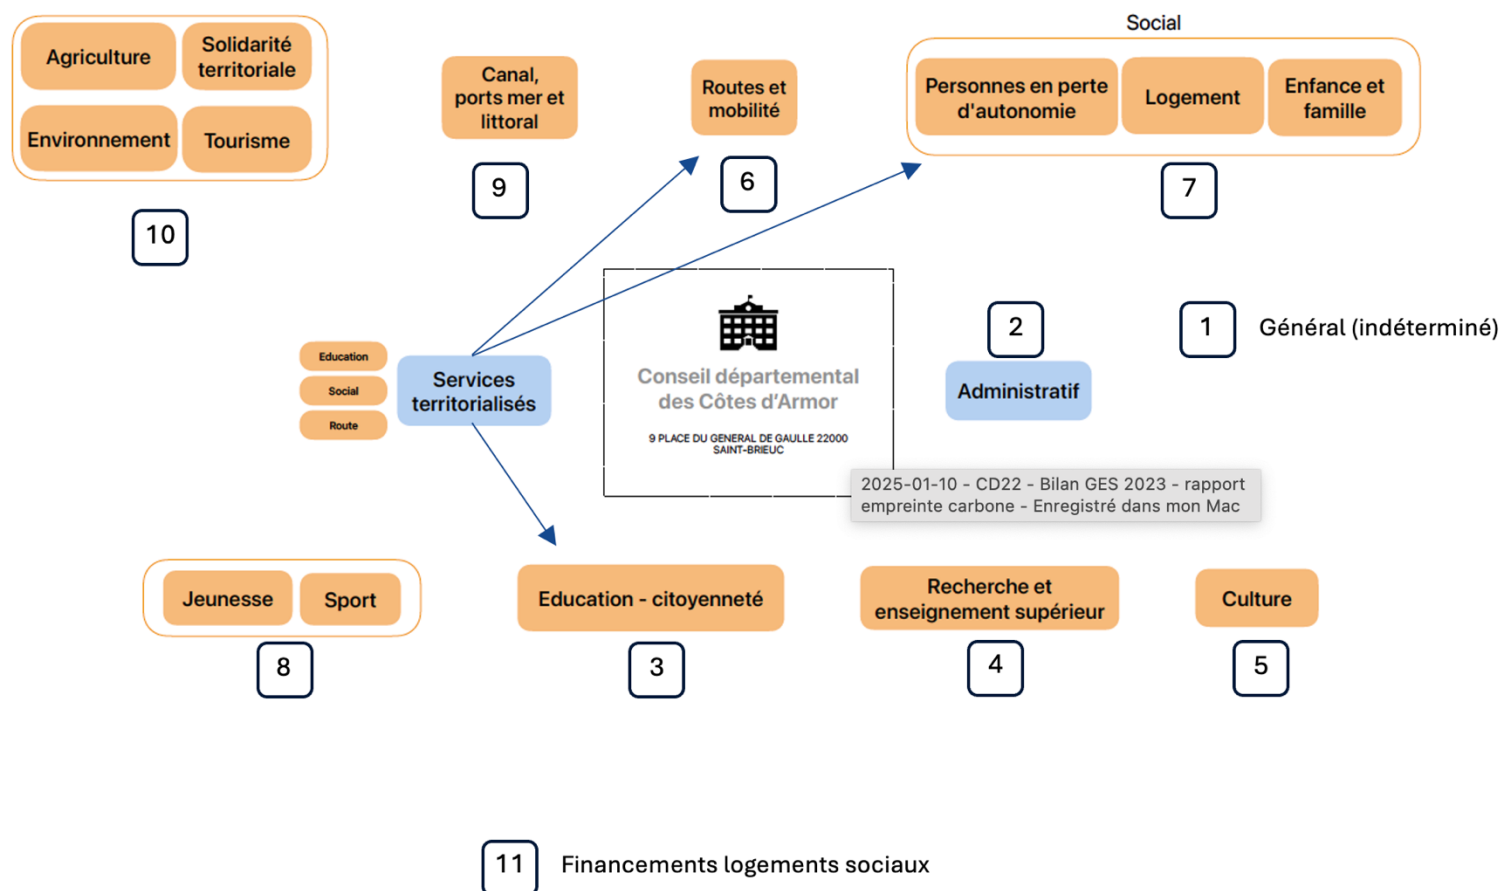 Social
Agriculture
Solidarité
territoriale
Environnement
Tourisme
10
Canal,
ports mer et
littoral
9
Routes et
mobilité
6
Personnes en perte
d'autonomie
Logement
Enfance et
famille
7
2
1
Général (indéterminé)
Education
Social
Route
Services
territorialisés
Conseil départemental
des Côtes d'Armor
9 PLACE DU GENERAL DE GAULLE 22000
SAINT-BRIEUC
Administratif
2025-01-10 - CD22 - Bilan GES 2023 - rapport
empreinte carbone - Enregistré dans mon Mac
Jeunesse
Sport
8
Education - citoyenneté
3
Recherche et
enseignement supérieur
4
Culture
5
11
Financements logements sociaux